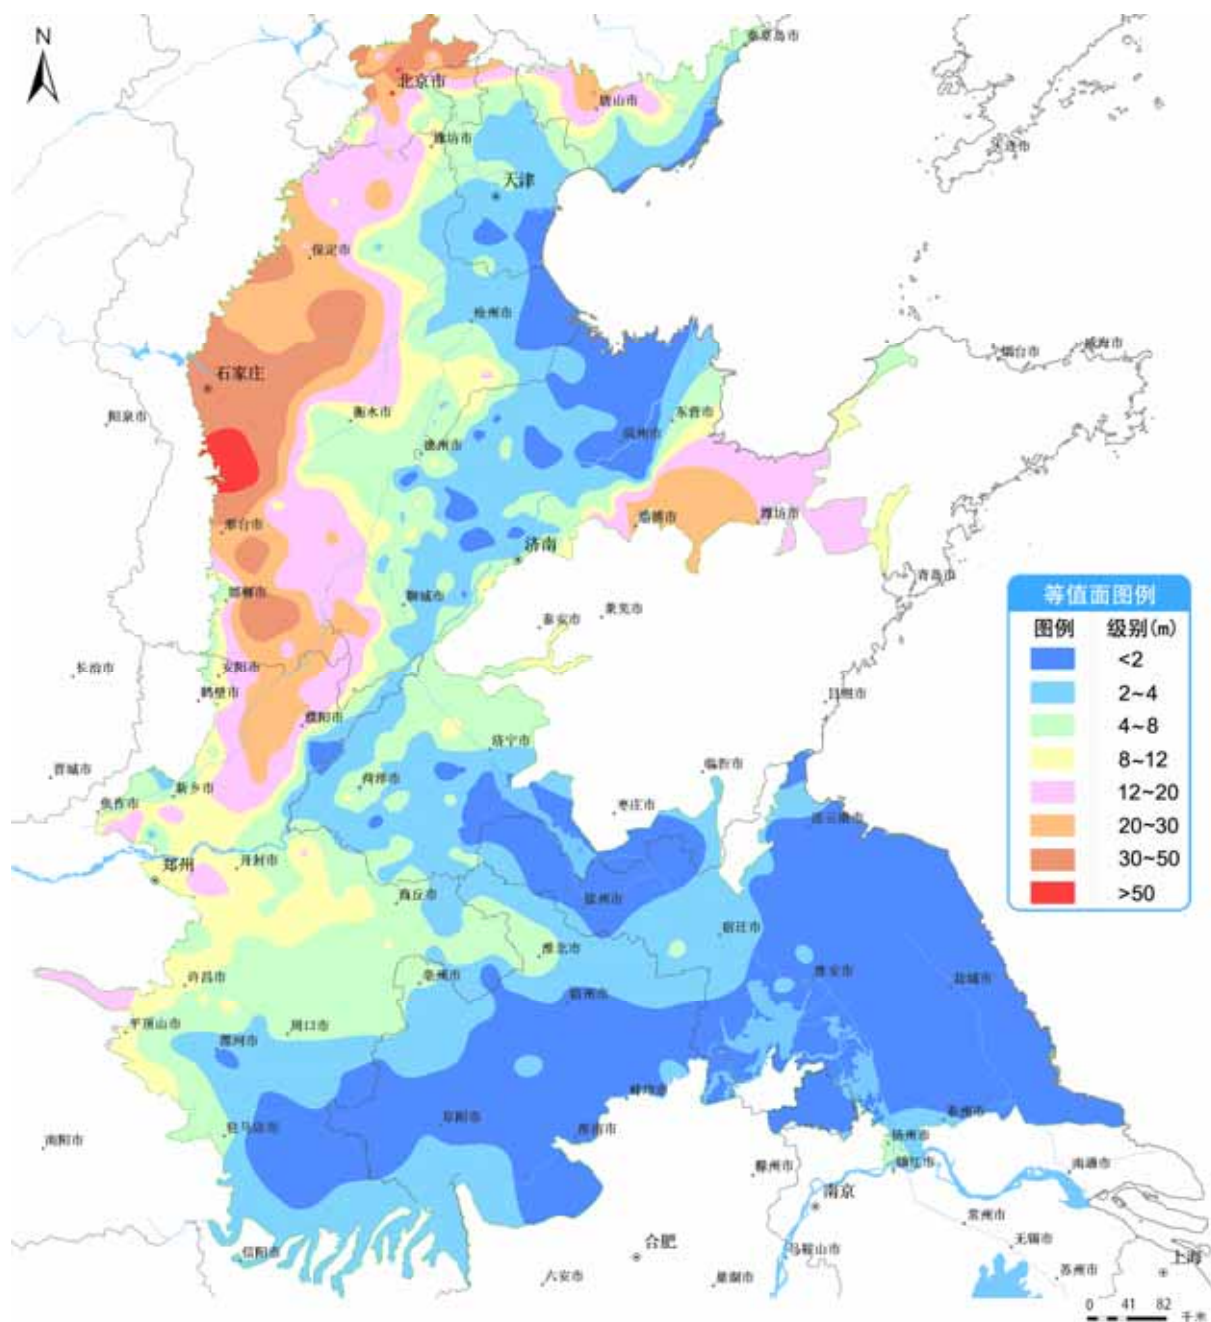 N
秦皇岛市
北京市
唐山市
大连市
潍坊市
天津
保定市
沧州市
烟台市
威海市
石家庄
衡水市
东营市
阳泉市
滨州市
德州市
淄博市
潍坊市
邢台市
济南
青岛市
等值面图例
邯郸市
聊城市
泰安市
莱芜市
图例
级别(m)
<2
长治市
安阳市
2~4
鹤壁市
日照市
濮阳市
4~8
济宁市
8~12
晋城市
临沂市
新乡市
菏泽市
12~20
焦作市
枣庄市
连云港市
20~30
郑州
开封市
30~50
商丘市
徐州市
>50
宿迁市
淮北市
许昌市
亳州市
淮安市
盐城市
宿州市
平顶山市
周口市
漯河市
蚌埠市
阜阳市
泰州市
驻马店市
淮南市
南阳市
扬州市
滁州市
镇江市
南通市
南京
常州市
合肥
无锡市
信阳市
马鞍山市
上海
六安市
巢湖市
苏州市
0 41 82
千米